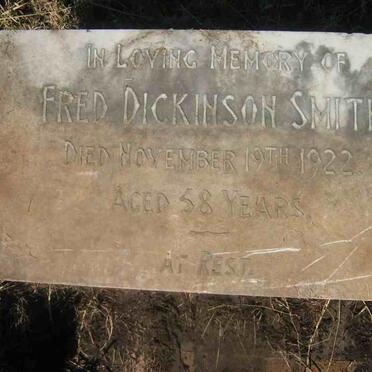 IN LOVING MEMORY OF
FRED DICKINSON SMITH
DIED NOVEMBER 19TH 1922.
AGED 58 YEARS.
AT REST.